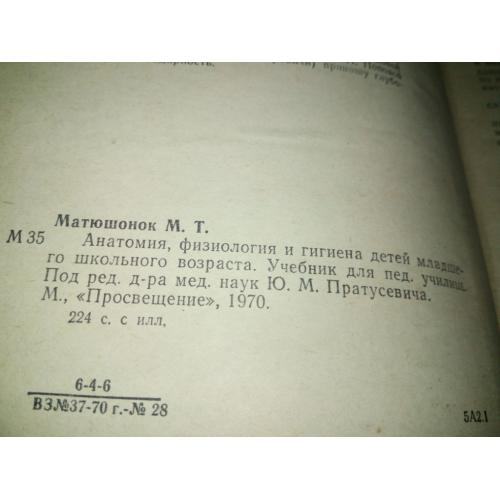 Матюшонок М. Т.
М 35 Анатомия, физиология и гигиена детей младше-
го школьного возраста. Учебник для пед. училищ.
Под ред. д-ра мед. наук Ю. М. Пратусевича.
М., «Просвещение», 1970.
224 с. с илл.
6-4-6
ВЗ№37-70 г.-№ 28
5А2.1